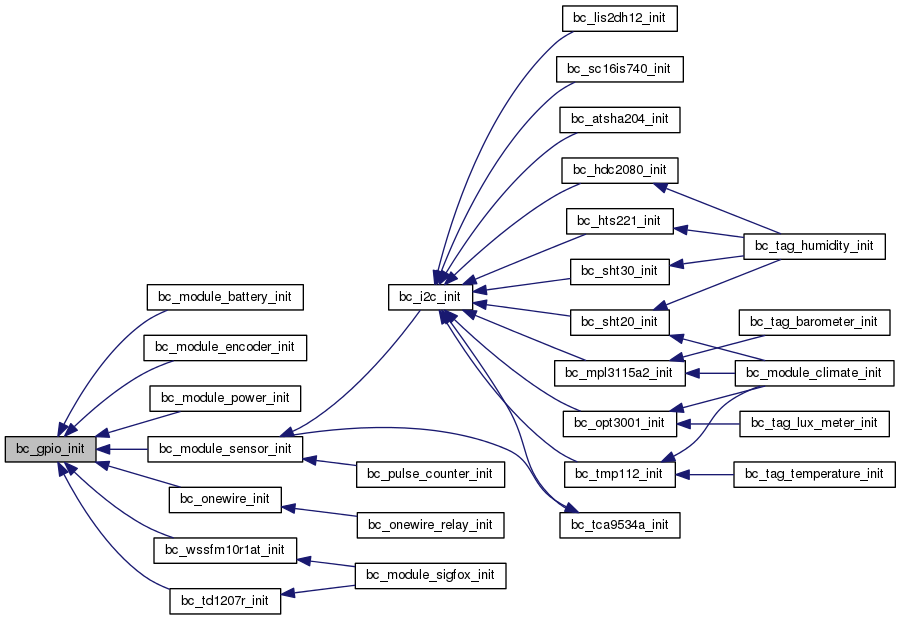 bc_lis2dh12_init
bc_sc16is740_init
bc_atsha204_init
bc_hdc2080_init
bc_hts221_init
bc_tag_humidity_init
bc_sht30_init
bc_module_battery_init
bc_i2c_init
bc_sht20_init
bc_tag_barometer_init
bc_module_encoder_init
bc_mpl3115a2_init
bc_module_climate_init
bc_module_power_init
bc_opt3001_init
bc_tag_lux_meter_init
bc_gpio_init
bc_module_sensor_init
bc_pulse_counter_init
bc_tmp112_init
bc_tag_temperature_init
bc_onewire_init
bc_onewire_relay_init
bc_tca9534a_init
bc_wssfm10r1at_init
bc_module_sigfox_init
bc_td1207r_init